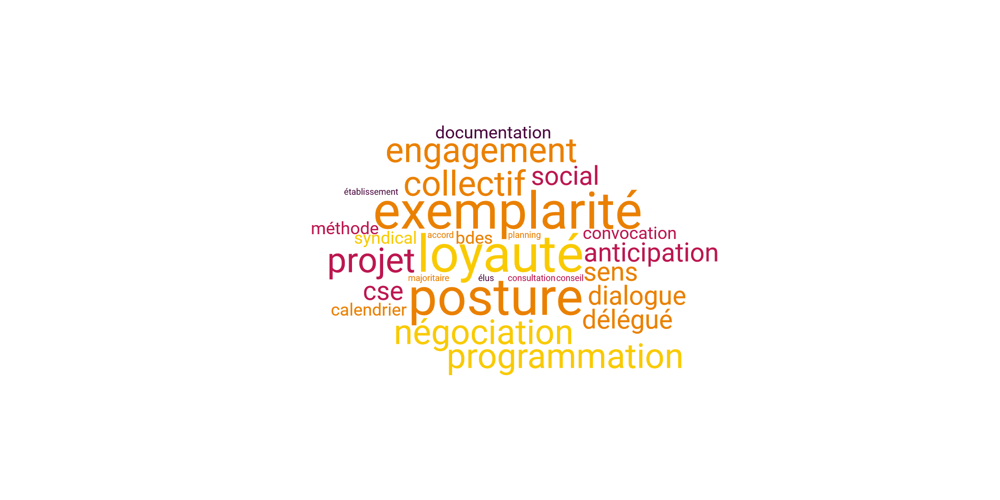 documentation
engagement
collectif social
établissement
exemplarité
méthode
syndical accord bdes planning convocation
projet loyauté anticipation
sens
majoritaire élus consultation conseil
cse posture dialogue
calendrier délégué
négociation
programmation